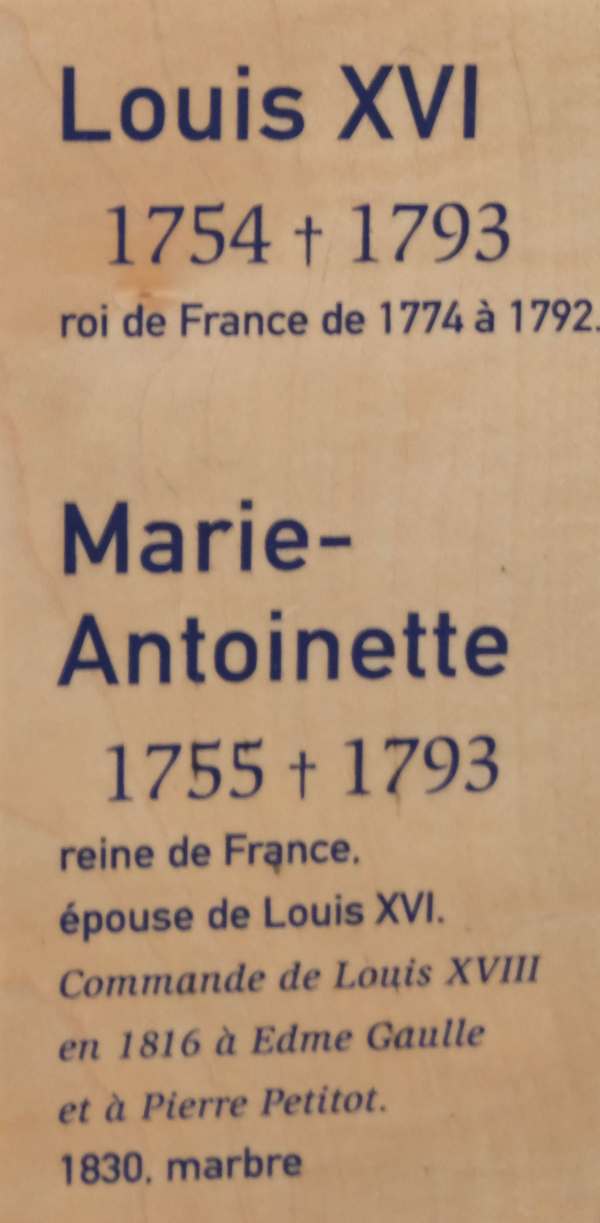 Louis XVI
1754 † 1793
roi de France de 1774 à 1792.
Marie-
Antoinette
1755 † 1793
reine de France,
épouse de Louis XVI.
Commande de Louis XVIII
en 1816 à Edme Gaulle
et à Pierre Petitot.
1830, marbre